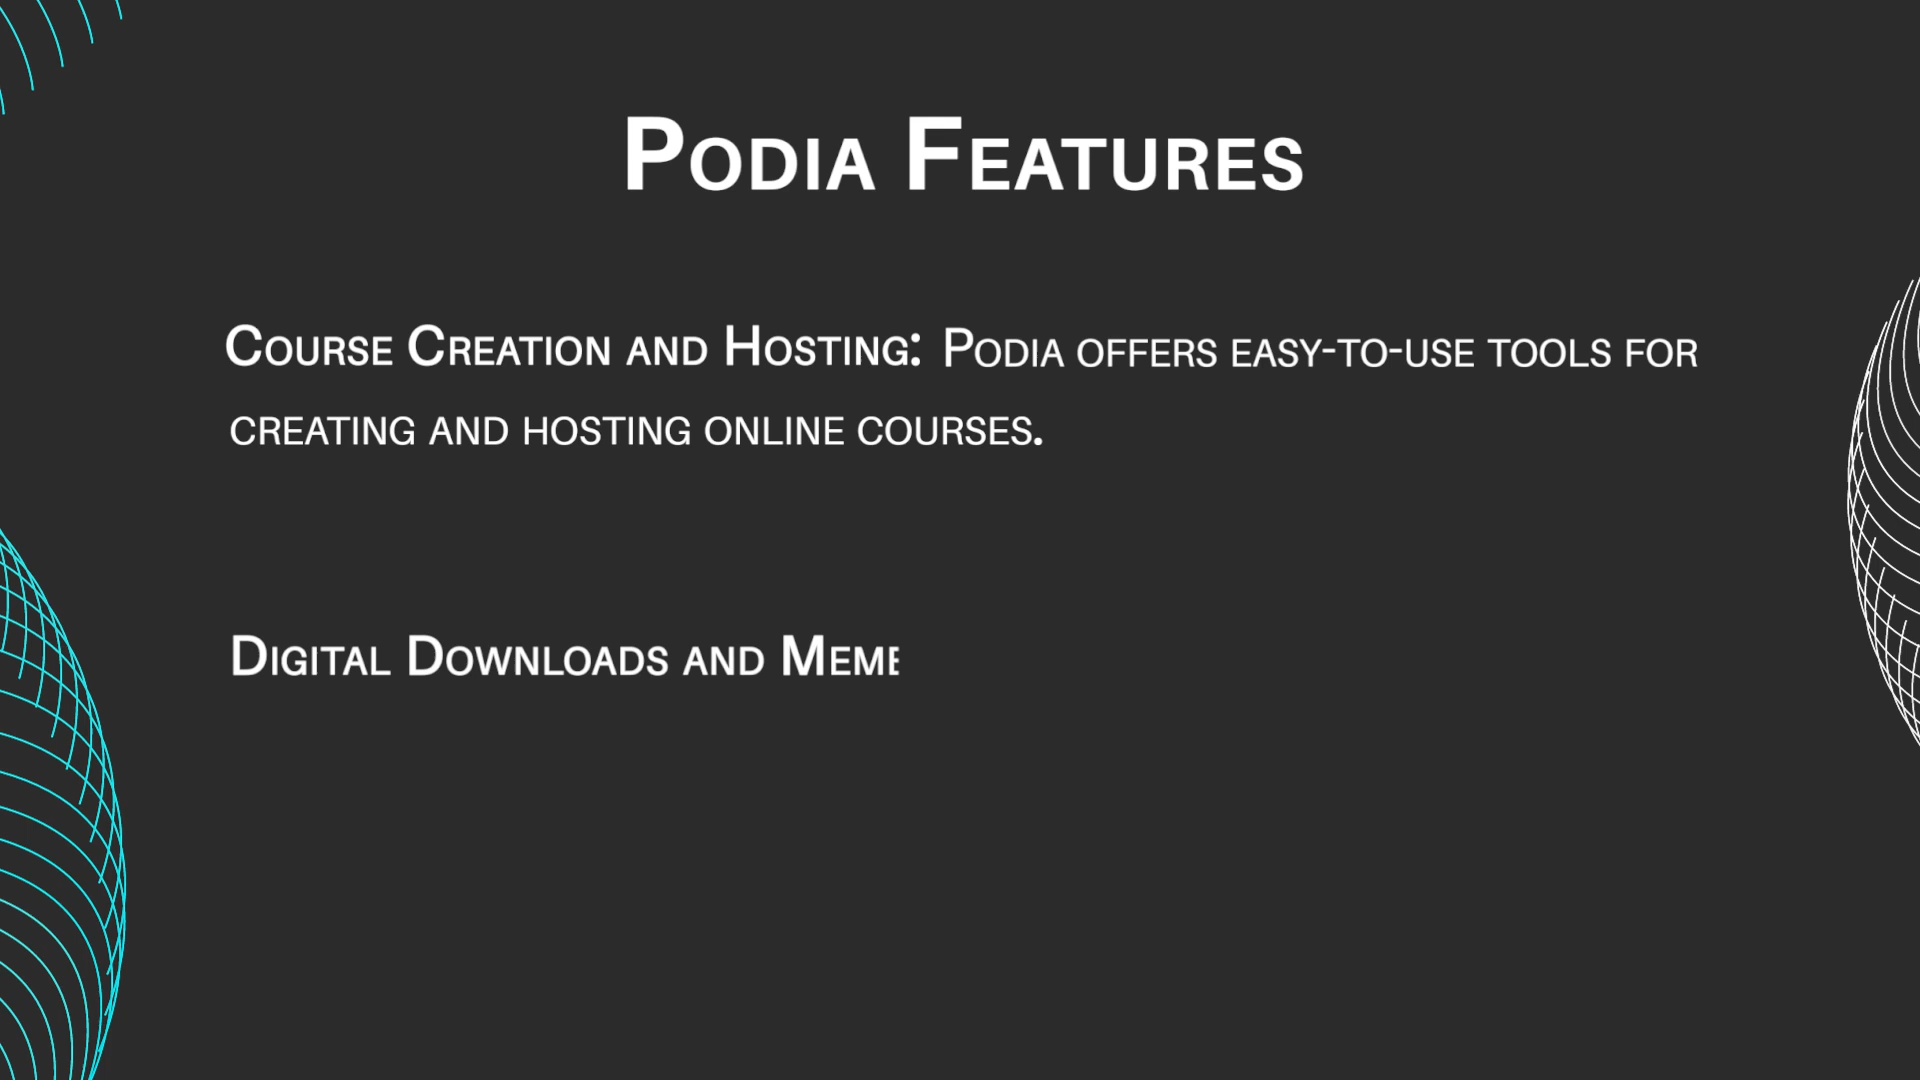 Podia Features
Course Creation and Hosting: Podia offers easy-to-use tools for
creating and hosting online courses.
Digital Downloads and